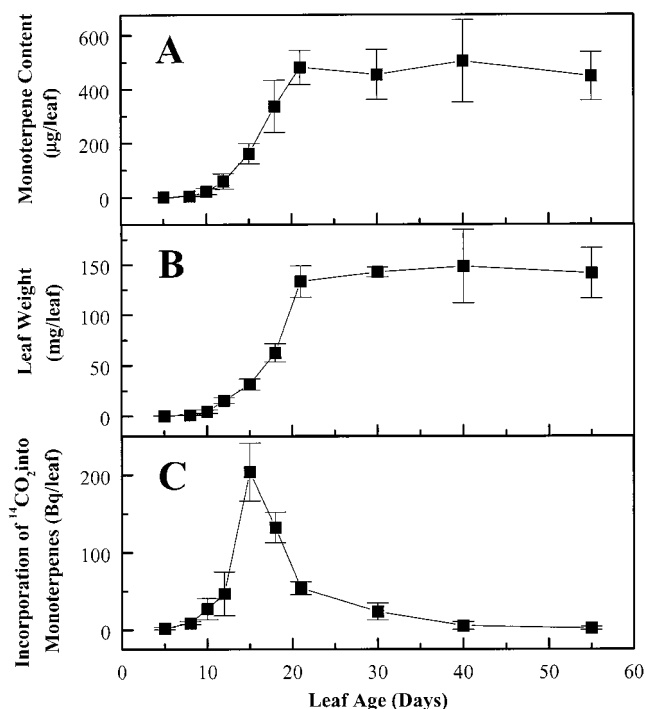 A
Monoterpene Content
(µg/leaf)
600
400
200
0
B
Leaf Weight
(mg/leaf)
150
100
50
0
C
Incorporation of ¹⁴CO₂ into
Monoterpenes (Bq/leaf)
200
100
0
0 10 20 30 40 50 60
Leaf Age (Days)